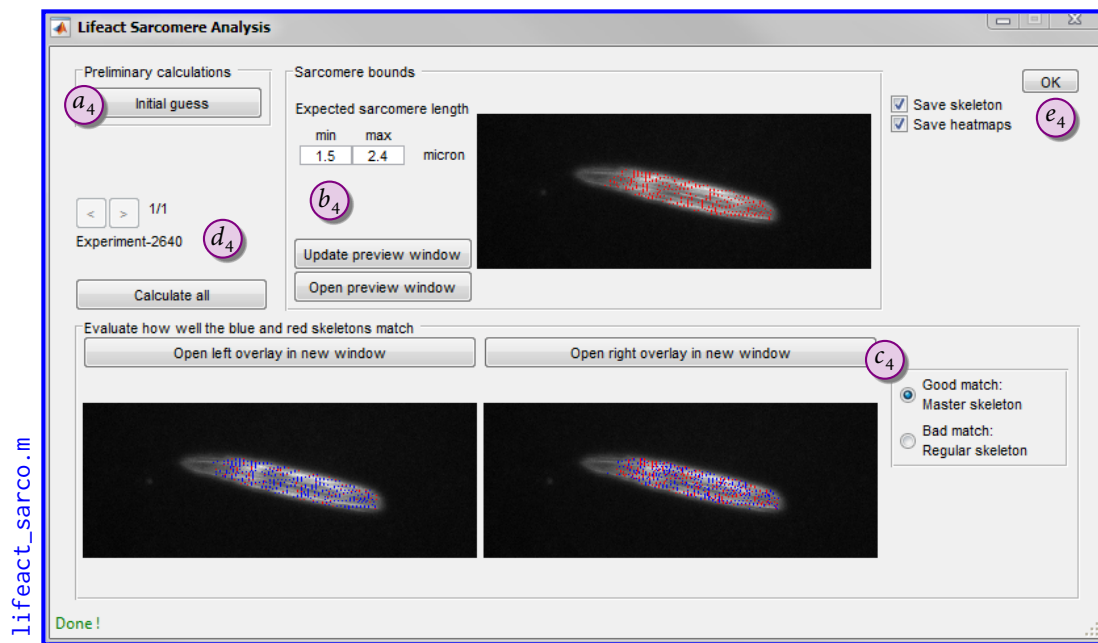 Lifeact Sarcomere Analysis
Preliminary calculations
a4
Initial guess
Sarcomere bounds
Expected sarcomere length
min max
1.5 2.4 micron
b4
Update preview window
Open preview window
OK
Save skeleton
Save heatmaps
e4
< > 1/1
Experiment-2640
d4
Calculate all
Evaluate how well the blue and red skeletons match
Open left overlay in new window
Open right overlay in new window
c4
Good match:
Master skeleton
Bad match:
Regular skeleton
Done!
lifeact_sarco.m